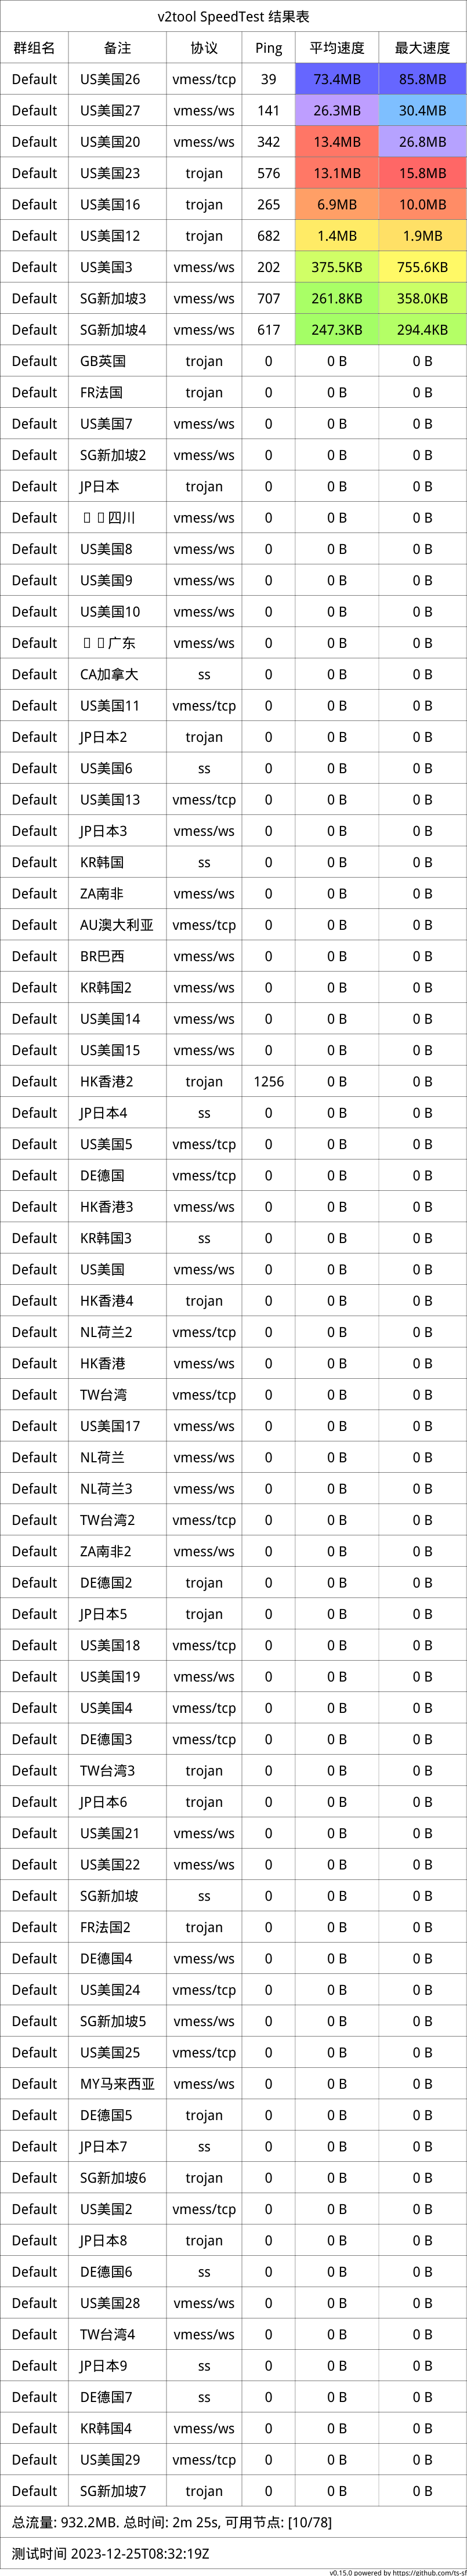 v2tool SpeedTest 结果表
群组名 备注 协议 Ping 平均速度 最大速度
Default US美国26 vmess/tcp 39 73.4MB 85.8MB
Default US美国27 vmess/ws 141 26.3MB 30.4MB
Default US美国20 vmess/ws 342 13.4MB 26.8MB
Default US美国23 trojan 576 13.1MB 15.8MB
Default US美国16 trojan 265 6.9MB 10.0MB
Default US美国12 trojan 682 1.4MB 1.9MB
Default US美国3 vmess/ws 202 375.5KB 755.6KB
Default SG新加坡3 vmess/ws 707 261.8KB 358.0KB
Default SG新加坡4 vmess/ws 617 247.3KB 294.4KB
Default GB英国 trojan 0 0 B 0 B
Default FR法国 trojan 0 0 B 0 B
Default US美国7 vmess/ws 0 0 B 0 B
Default SG新加坡2 vmess/ws 0 0 B 0 B
Default JP日本 trojan 0 0 B 0 B
Default 四川 vmess/ws 0 0 B 0 B
Default US美国8 vmess/ws 0 0 B 0 B
Default US美国9 vmess/ws 0 0 B 0 B
Default US美国10 vmess/ws 0 0 B 0 B
Default 广东 vmess/ws 0 0 B 0 B
Default CA加拿大 ss 0 0 B 0 B
Default US美国11 vmess/tcp 0 0 B 0 B
Default JP日本2 trojan 0 0 B 0 B
Default US美国6 ss 0 0 B 0 B
Default US美国13 vmess/tcp 0 0 B 0 B
Default JP日本3 vmess/ws 0 0 B 0 B
Default KR韩国 ss 0 0 B 0 B
Default ZA南非 vmess/ws 0 0 B 0 B
Default AU澳大利亚 vmess/tcp 0 0 B 0 B
Default BR巴西 vmess/ws 0 0 B 0 B
Default KR韩国2 vmess/ws 0 0 B 0 B
Default US美国14 vmess/ws 0 0 B 0 B
Default US美国15 vmess/ws 0 0 B 0 B
Default HK香港2 trojan 1256 0 B 0 B
Default JP日本4 ss 0 0 B 0 B
Default US美国5 vmess/tcp 0 0 B 0 B
Default DE德国 vmess/tcp 0 0 B 0 B
Default HK香港3 vmess/ws 0 0 B 0 B
Default KR韩国3 ss 0 0 B 0 B
Default US美国 vmess/ws 0 0 B 0 B
Default HK香港4 trojan 0 0 B 0 B
Default NL荷兰2 vmess/tcp 0 0 B 0 B
Default HK香港 vmess/ws 0 0 B 0 B
Default TW台湾 vmess/tcp 0 0 B 0 B
Default US美国17 vmess/ws 0 0 B 0 B
Default NL荷兰 vmess/ws 0 0 B 0 B
Default NL荷兰3 vmess/ws 0 0 B 0 B
Default TW台湾2 vmess/tcp 0 0 B 0 B
Default ZA南非2 vmess/ws 0 0 B 0 B
Default DE德国2 trojan 0 0 B 0 B
Default JP日本5 trojan 0 0 B 0 B
Default US美国18 vmess/tcp 0 0 B 0 B
Default US美国19 vmess/ws 0 0 B 0 B
Default US美国4 vmess/tcp 0 0 B 0 B
Default DE德国3 vmess/tcp 0 0 B 0 B
Default TW台湾3 trojan 0 0 B 0 B
Default JP日本6 trojan 0 0 B 0 B
Default US美国21 vmess/ws 0 0 B 0 B
Default US美国22 vmess/ws 0 0 B 0 B
Default SG新加坡 ss 0 0 B 0 B
Default FR法国2 trojan 0 0 B 0 B
Default DE德国4 vmess/ws 0 0 B 0 B
Default US美国24 vmess/tcp 0 0 B 0 B
Default SG新加坡5 vmess/ws 0 0 B 0 B
Default US美国25 vmess/tcp 0 0 B 0 B
Default MY马来西亚 vmess/ws 0 0 B 0 B
Default DE德国5 trojan 0 0 B 0 B
Default JP日本7 ss 0 0 B 0 B
Default SG新加坡6 trojan 0 0 B 0 B
Default US美国2 vmess/tcp 0 0 B 0 B
Default JP日本8 trojan 0 0 B 0 B
Default DE德国6 ss 0 0 B 0 B
Default US美国28 vmess/ws 0 0 B 0 B
Default TW台湾4 vmess/ws 0 0 B 0 B
Default JP日本9 ss 0 0 B 0 B
Default DE德国7 ss 0 0 B 0 B
Default KR韩国4 vmess/ws 0 0 B 0 B
Default US美国29 vmess/tcp 0 0 B 0 B
Default SG新加坡7 trojan 0 0 B 0 B
总流量: 932.2MB. 总时间: 2m 25s, 可用节点: [10/78]
测试时间 2023-12-25T08:32:19Z
v0.15.0 powered by https://github.com/ts-sf